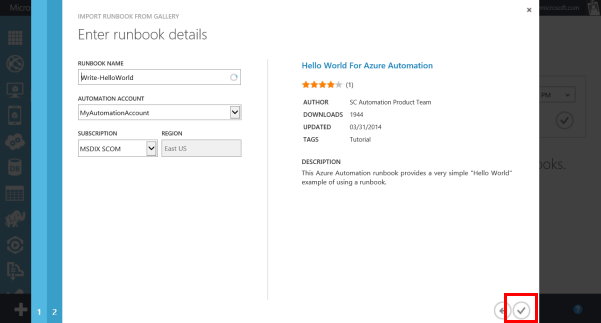 Micro
microsoft.com
IMPORT RUNBOOK FROM GALLERY
Enter runbook details
RUNBOOK NAME
Write-HelloWorld
AUTOMATION ACCOUNT
MyAutomationAccount
SUBSCRIPTION
REGION
MSDIX SCOM
East US
Hello World For Azure Automation
(1)
AUTHOR SC Automation Product Team
DOWNLOADS 1944
UPDATED 03/31/2014
TAGS Tutorial
DESCRIPTION
This Azure Automation runbook provides a very simple "Hello World"
example of using a runbook.
PM
ooks.
1 2